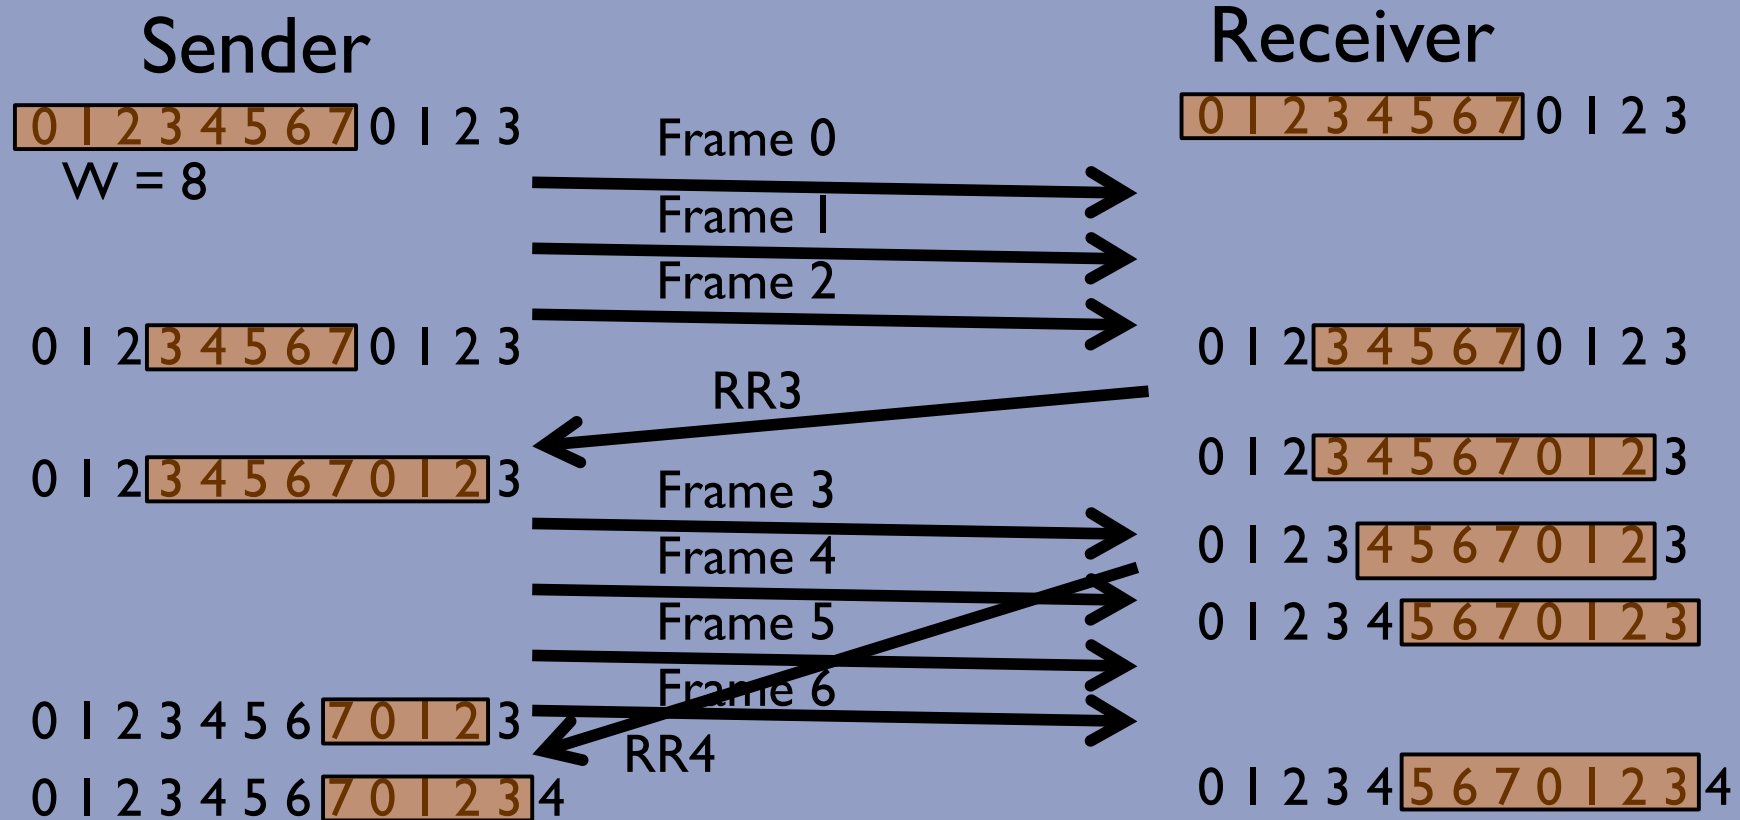 Sender
Receiver
0 1 2 3 4 5 6 7 0 1 2 3
0 1 2 3 4 5 6 7 0 1 2 3
W = 8
Frame 0
Frame 1
Frame 2
0 1 2 3 4 5 6 7 0 1 2 3
0 1 2 3 4 5 6 7 0 1 2 3
RR3
0 1 2 3 4 5 6 7 0 1 2 3
0 1 2 3 4 5 6 7 0 1 2 3
Frame 3
0 1 2 3 4 5 6 7 0 1 2 3
Frame 4
0 1 2 3 4 5 6 7 0 1 2 3
Frame 5
Frame 6
0 1 2 3 4 5 6 7 0 1 2 3
RR4
0 1 2 3 4 5 6 7 0 1 2 3 4
0 1 2 3 4 5 6 7 0 1 2 3 4